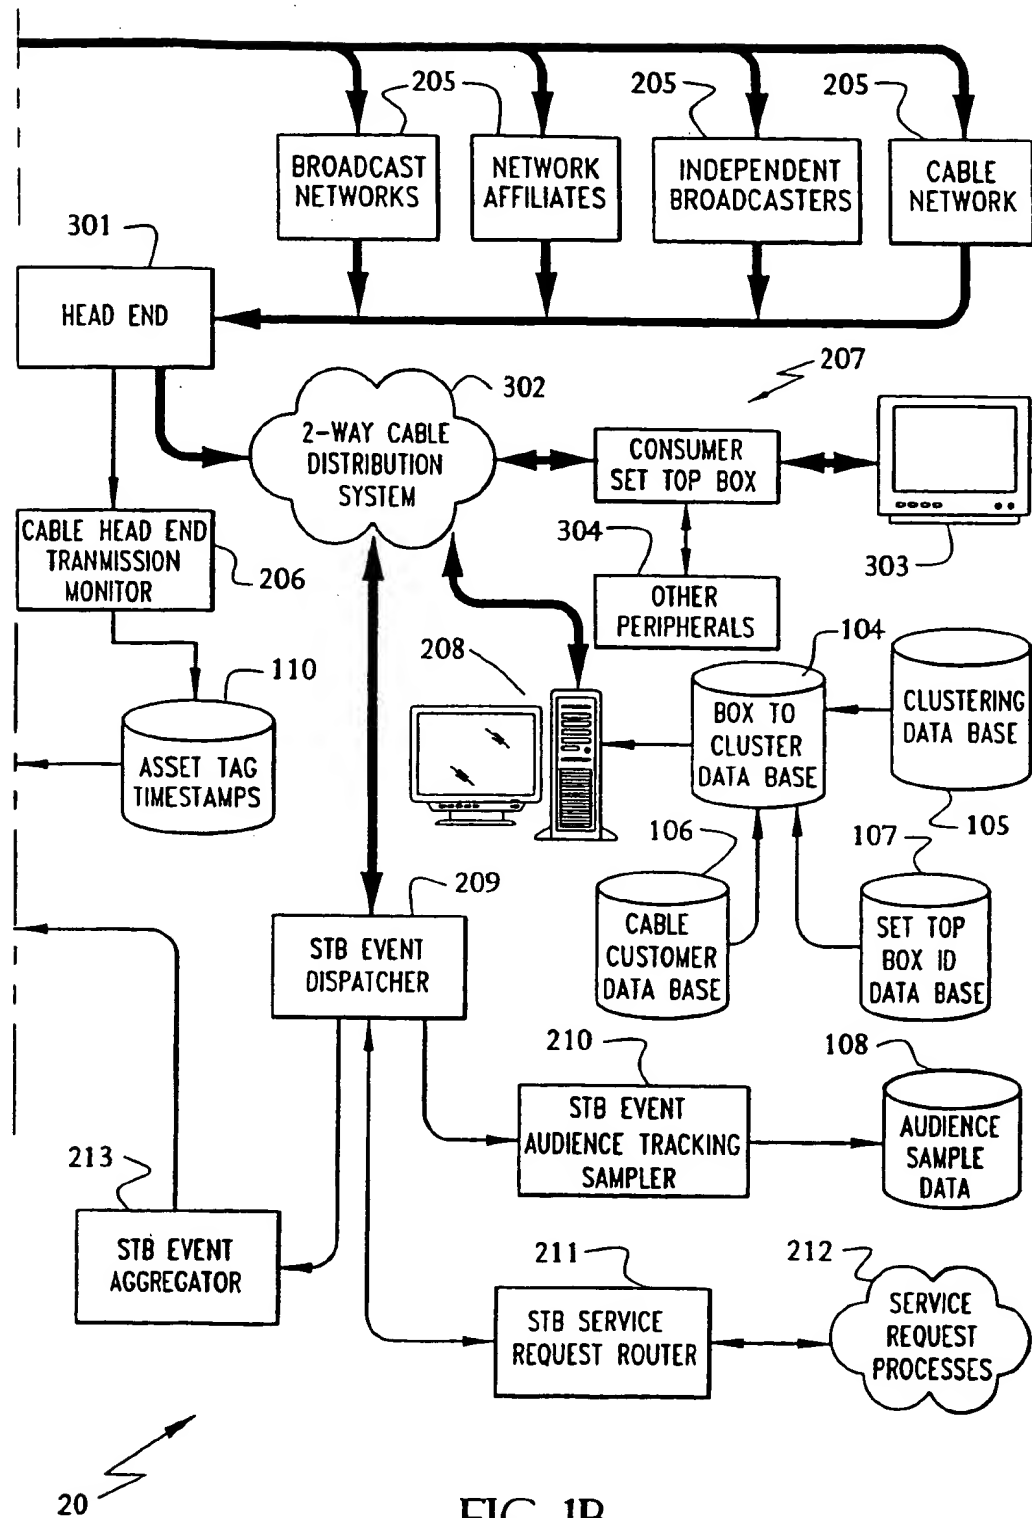 205
205
205
BROADCAST
NETWORKS
NETWORK
AFFILIATES
INDEPENDENT
BROADCASTERS
CABLE
NETWORK
301
HEAD END
207
302
2-WAY CABLE
DISTRIBUTION
SYSTEM
CONSUMER
SET TOP BOX
303
CABLE HEAD END
TRANMISSION
MONITOR
206
304
OTHER
PERIPHERALS
110
ASSET TAG
TIMESTAMPS
208
104
BOX TO
CLUSTER
DATA BASE
CLUSTERING
DATA BASE
105
106
CABLE
CUSTOMER
DATA BASE
107
SET TOP
BOX ID
DATA BASE
209
STB EVENT
DISPATCHER
210
STB EVENT
AUDIENCE TRACKING
SAMPLER
108
AUDIENCE
SAMPLE
DATA
213
STB EVENT
AGGREGATOR
211
STB SERVICE
REQUEST ROUTER
212
SERVICE
REQUEST
PROCESSES
20
FIG. 1B